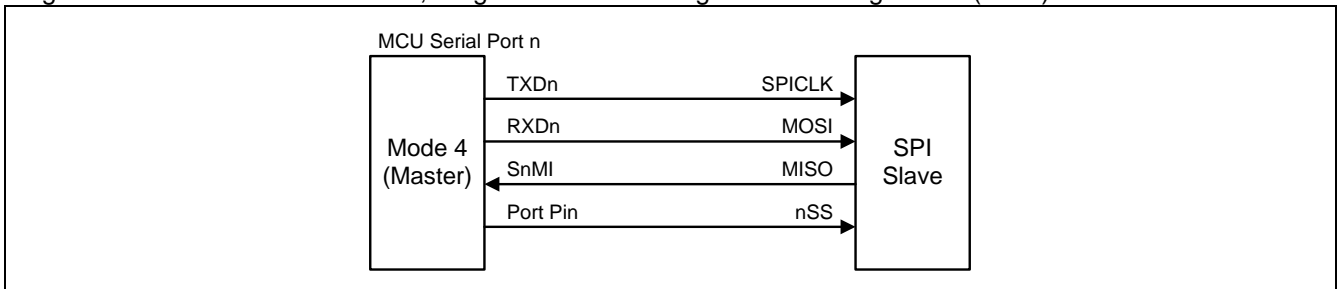 MCU Serial Port n
TXDn SPICLK
RXDn MOSI
Mode 4 SPI
(Master) SnMI MISO Slave
Port Pin nSS